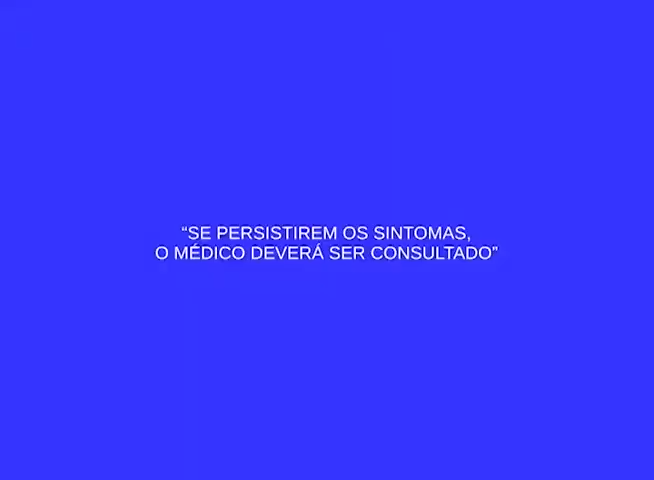 “SE PERSISTIREM OS SINTOMAS,
O MÉDICO DEVERÁ SER CONSULTADO”